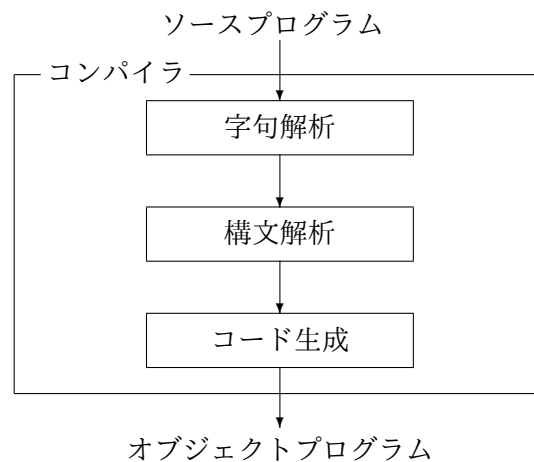 ソースプログラム
コンパイラ
字句解析
構文解析
コード生成
オブジェクトプログラム